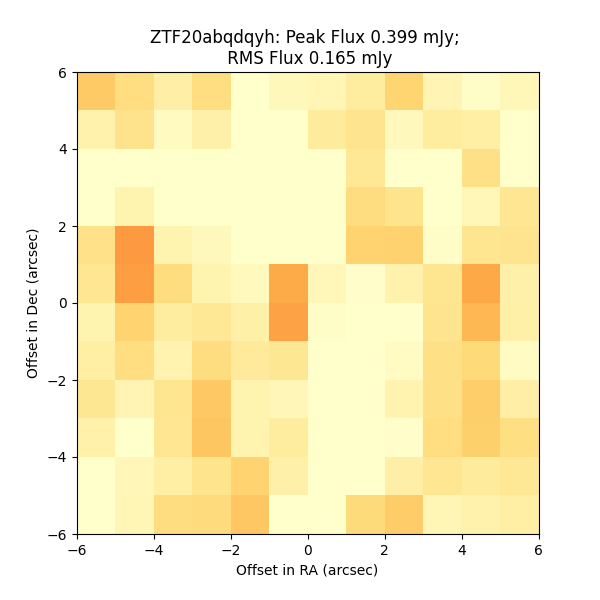 ZTF20abqdqyh: Peak Flux 0.399 mJy;
RMS Flux 0.165 mJy
6
4
2
0
−2
−4
−6
Offset in Dec (arcsec)
−6 −4 −2 0 2 4 6
Offset in RA (arcsec)